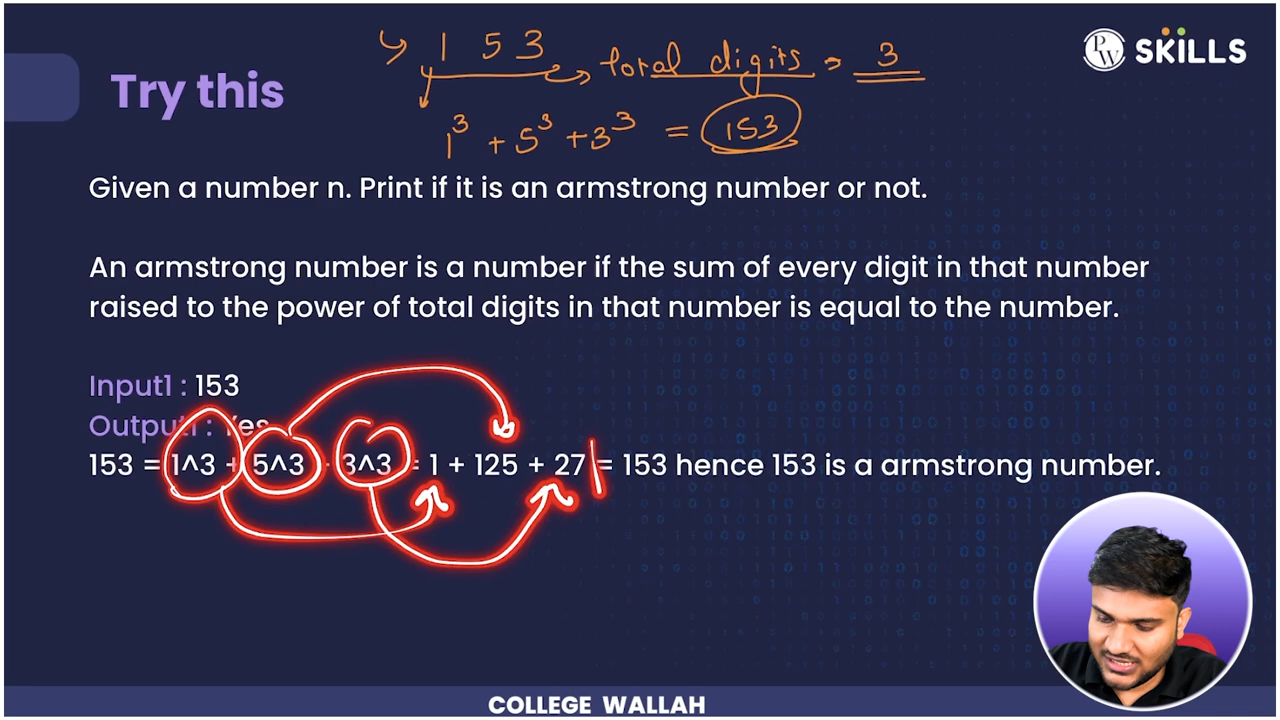 ↳ 1 5 3 → total digits = 3
PW SKILLS
Try this
1³ + 5³ + 3³ = 153
Given a number n. Print if it is an armstrong number or not.
An armstrong number is a number if the sum of every digit in that number
raised to the power of total digits in that number is equal to the number.
Input1 : 153
Output1 : Yes
153 = 1^3 + 5^3 + 3^3 = 1 + 125 + 27 = 153 hence 153 is a armstrong number.
COLLEGE WALLAH